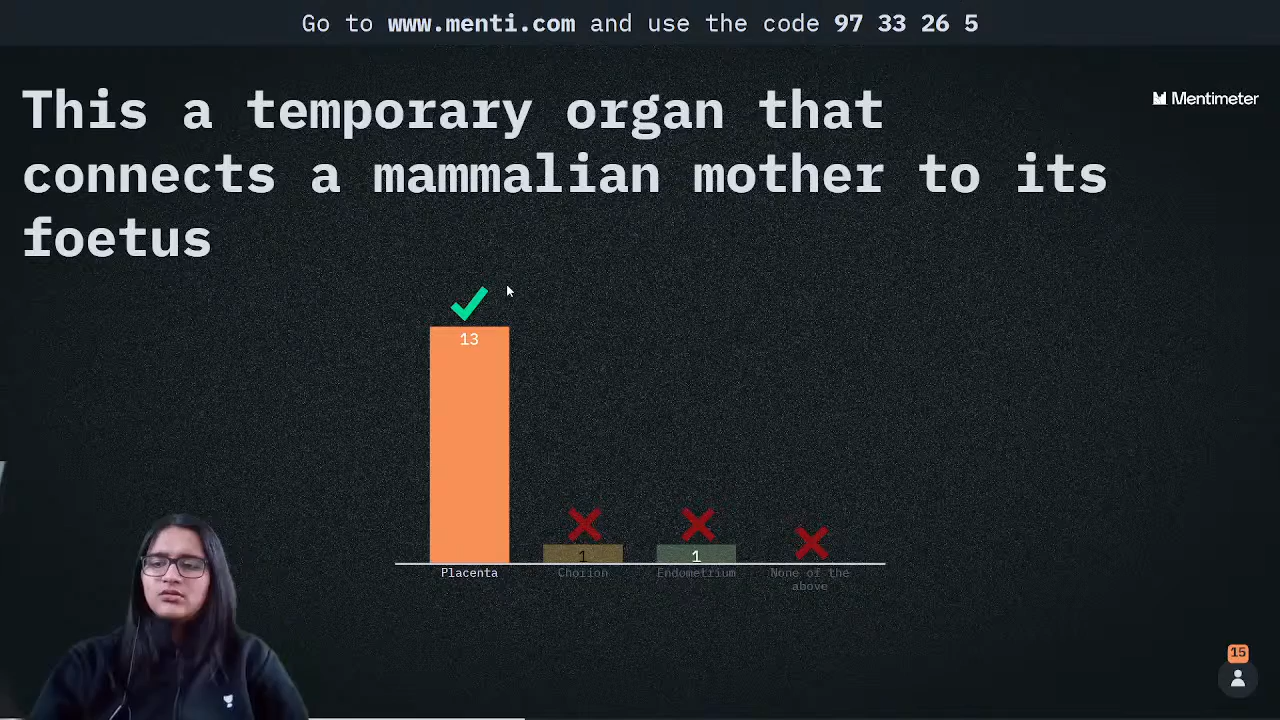 Go to www.menti.com and use the code 97 33 26 5
This a temporary organ that
connects a mammalian mother to its
foetus
Mentimeter
13
1
1
Placenta
Chorion
Endometrium
None of the
above
15